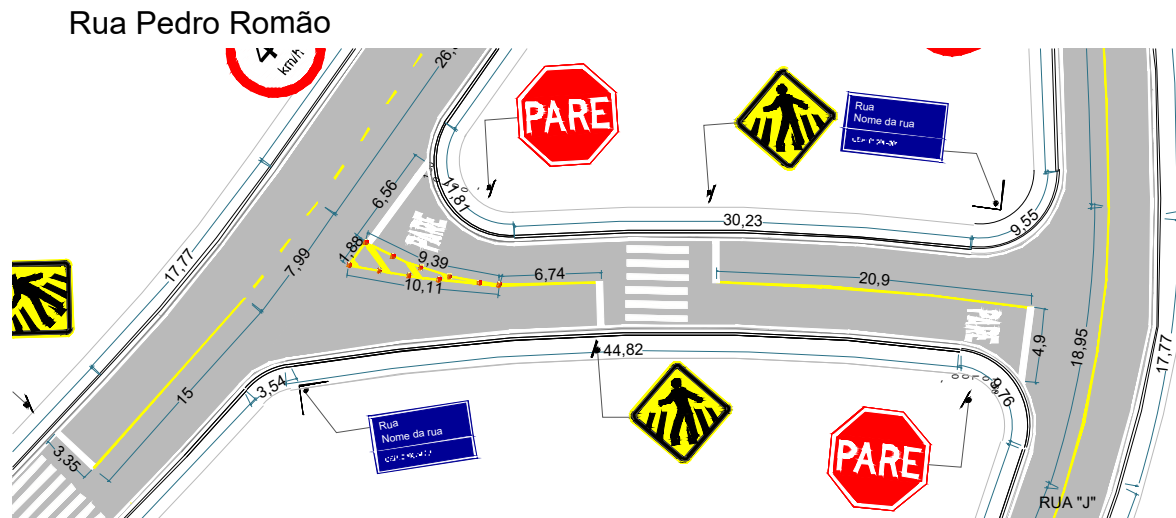 Rua Pedro Romão
4
km/h
26,
PARE
Rua
Nome da rua
17,77
6,56
11,81
PARE
30,23
9,55
7,99
1,88
9,39
10,11
6,74
20,9
PARE
4,9
18,95
17,77
44,82
3,54
15
3,35
9,76
Rua
Nome da rua
PARE
RUA "J"